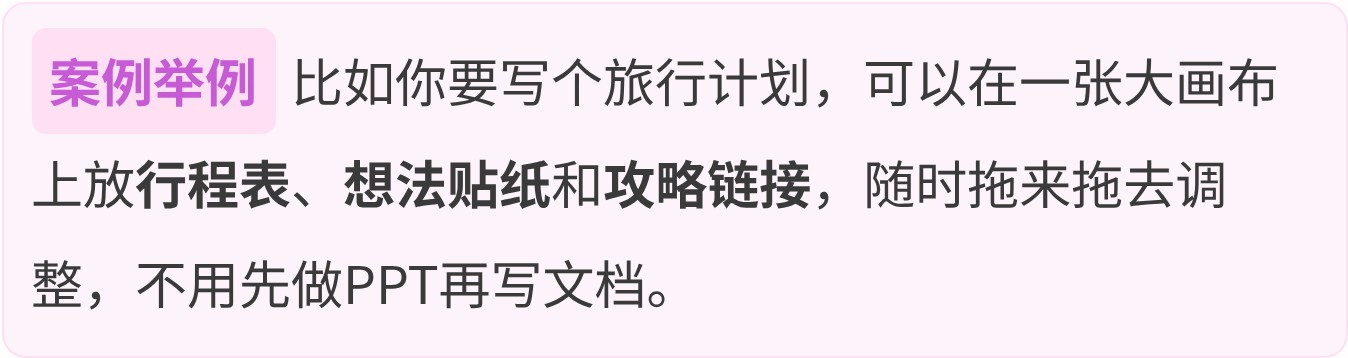 案例举例 比如你要写个旅行计划，可以在一张大画布
上放行程表、想法贴纸和攻略链接，随时拖来拖去调
整，不用先做PPT再写文档。